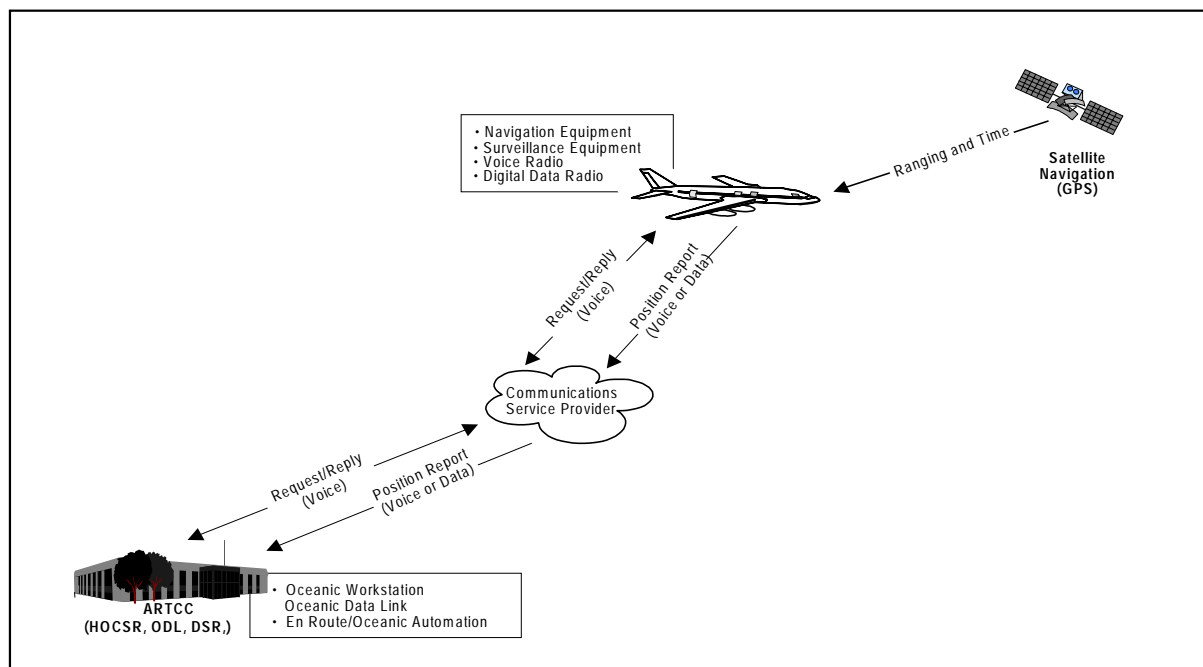 • Navigation Equipment
• Surveillance Equipment
• Voice Radio
• Digital Data Radio
Ranging and Time
Satellite
Navigation
(GPS)
Request/Reply
(Voice)
Position Report
(Voice or Data)
Communications
Service Provider
Request/Reply
(Voice)
Position Report
(Voice or Data)
ARTCC
(HOCSR, ODL, DSR,)
• Oceanic Workstation
Oceanic Data Link
• En Route/Oceanic Automation